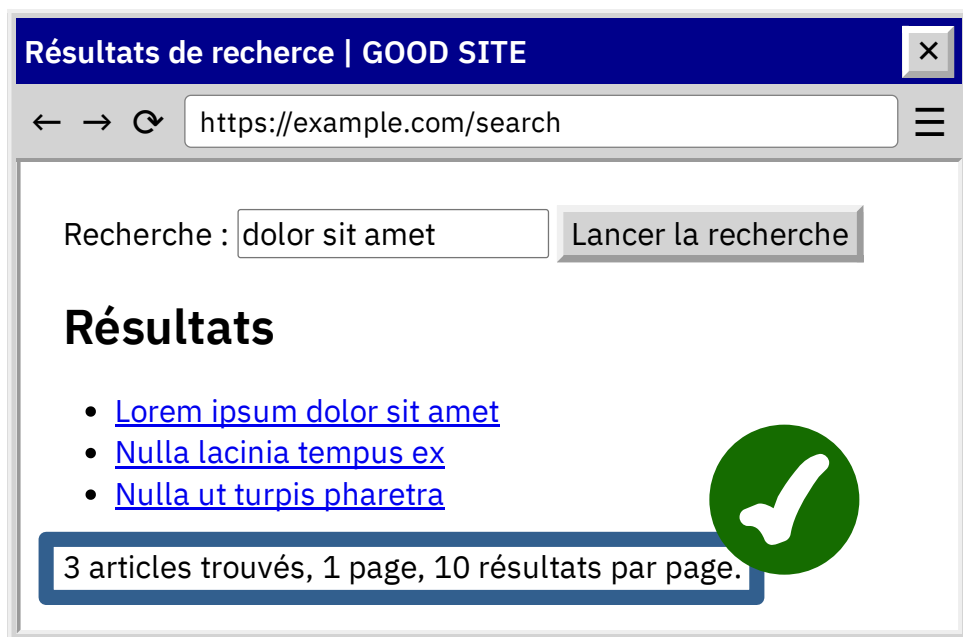 Résultats de recherce | GOOD SITE
https://example.com/search
Recherche : dolor sit amet Lancer la recherche
Résultats
Lorem ipsum dolor sit amet
Nulla lacinia tempus ex
Nulla ut turpis pharetra
3 articles trouvés, 1 page, 10 résultats par page.